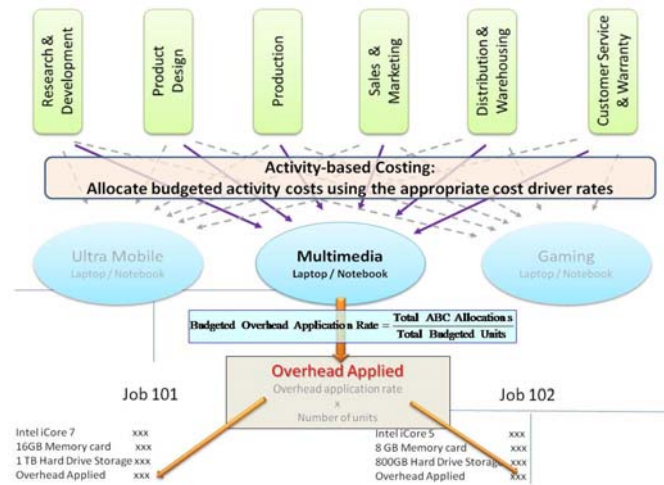 Research &
Development
Product
Design
Production
Sales &
Marketing
Distribution &
Warehousing
Customer Service
& Warranty
Activity-based Costing:
Allocate budgeted activity costs using the appropriate cost driver rates
Ultra Mobile
Laptop / Notebook
Multimedia
Laptop / Notebook
Gaming
Laptop / Notebook
Budgeted Overhead Application Rate = Total ABC Allocations
Total Budgeted Units
Overhead Applied
Overhead application rate
x
Number of units
Job 101
Intel iCore 7 xxx
16GB Memory card xxx
1 TB Hard Drive Storage xxx
Overhead Applied xxx
Job 102
Intel iCore 5 xxx
8 GB Memory card xxx
800GB Hard Drive Storage xxx
Overhead Applied xxx